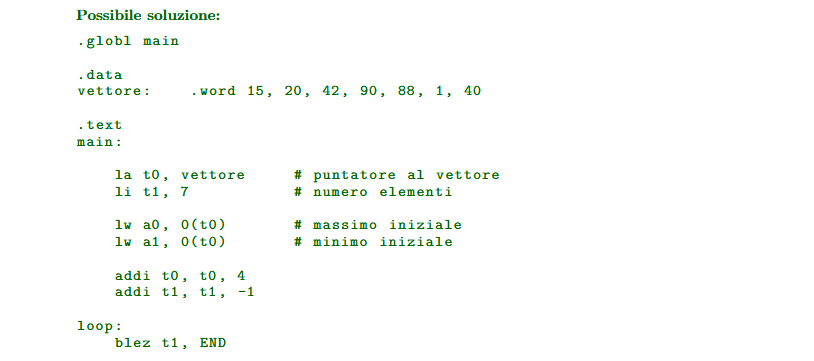 Possibile soluzione:
.globl main
.data
vettore: .word 15, 20, 42, 90, 88, 1, 40
.text
main:
la t0, vettore # puntatore al vettore
li t1, 7 # numero elementi
lw a0, 0(t0) # massimo iniziale
lw a1, 0(t0) # minimo iniziale
addi t0, t0, 4
addi t1, t1, -1
loop:
blez t1, END